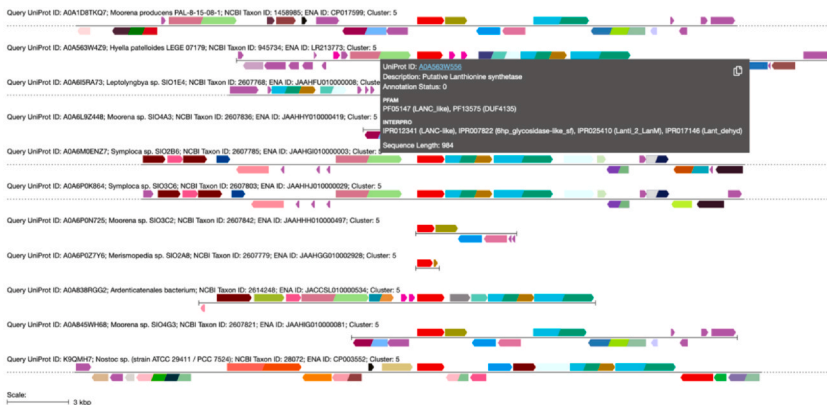 Query UniProt ID: A0A1D8TKQ7; Moorena producens PAL-8-15-08-1; NCBI Taxon ID: 1458985; ENA ID: CP017599; Cluster: 5
Query UniProt ID: A0A563W4Z9; Hyella patelloides LEGE 07179; NCBI Taxon ID: 945734; ENA ID: LR213773; Cluster: 5
UniProt ID: A0A563W556
Description: Putative Lanthionine synthetase
Annotation Status: 0
Query UniProt ID: A0A6I5RA73; Leptolyngbya sp. SIO1E4; NCBI Taxon ID: 2607768; ENA ID: JAAHFU010000008; Cluste
PFAM
PF05147 (LANC_like), PF13575 (DUF4135)
Query UniProt ID: A0A6L9Z448; Moorena sp. SIO4A3; NCBI Taxon ID: 2607836; ENA ID: JAAHHY010000419; Cluster: 5
INTERPRO
IPR012341 (LANC-like), IPR007822 (6hp_glycosidase-like_sf), IPR025410 (Lanti_2_LanM), IPR017146 (Lant_dehyd)
Sequence Length: 984
Query UniProt ID: A0A6M0ENZ7; Symploca sp. SIO2B6; NCBI Taxon ID: 2607785; ENA ID: JAAHGI010000003; Cluster: 5
Query UniProt ID: A0A6P0K864; Symploca sp. SIO3C6; NCBI Taxon ID: 2607803; ENA ID: JAAHHJ010000029; Cluster: 5
Query UniProt ID: A0A6P0N725; Moorena sp. SIO3C2; NCBI Taxon ID: 2607842; ENA ID: JAAHHH010000497; Cluster: 5
Query UniProt ID: A0A6P0Z7Y6; Merismopedia sp. SIO2A8; NCBI Taxon ID: 2607779; ENA ID: JAAHGG010002928; Cluster: 5
Query UniProt ID: A0A838RGG2; Ardenticatenales bacterium; NCBI Taxon ID: 2614248; ENA ID: JACCSL010000534; Cluster: 5
Query UniProt ID: A0A845WH68; Moorena sp. SIO4G3; NCBI Taxon ID: 2607821; ENA ID: JAAHIG010000081; Cluster: 5
Query UniProt ID: K9QMH7; Nostoc sp. (strain ATCC 29411 / PCC 7524); NCBI Taxon ID: 28072; ENA ID: CP003552; Cluster: 5
Scale:
3 kbp